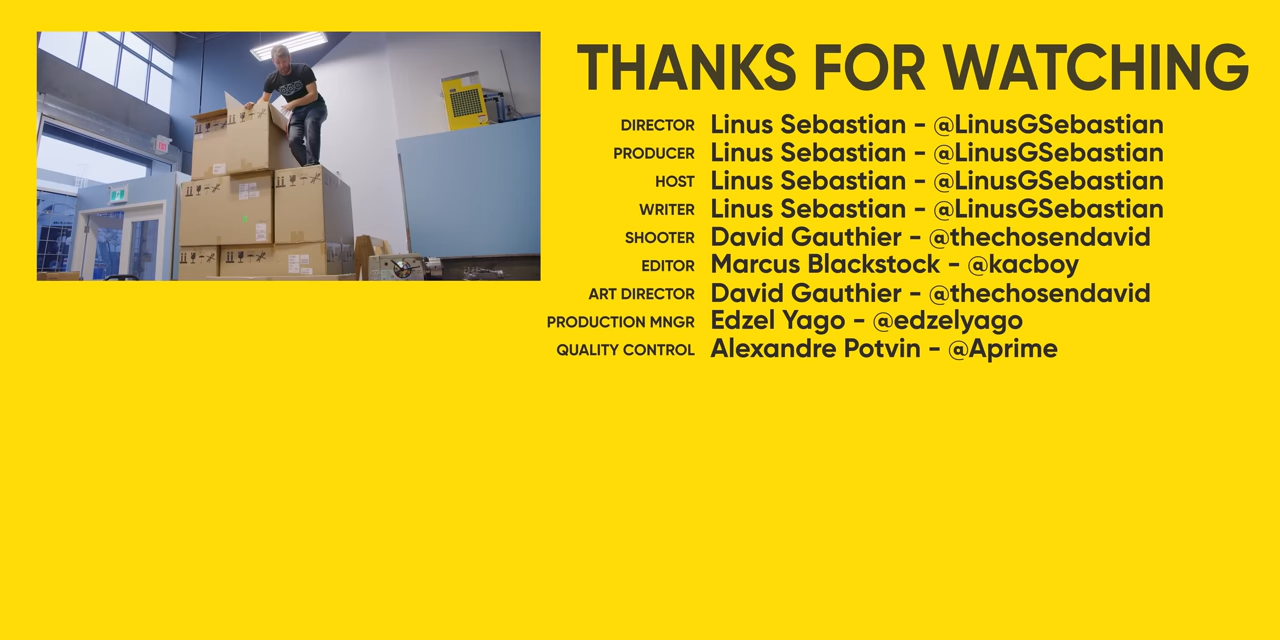 THANKS FOR WATCHING
DIRECTOR Linus Sebastian - @LinusGSebastian
PRODUCER Linus Sebastian - @LinusGSebastian
HOST Linus Sebastian - @LinusGSebastian
WRITER Linus Sebastian - @LinusGSebastian
SHOOTER David Gauthier - @thechosendavid
EDITOR Marcus Blackstock - @kacboy
ART DIRECTOR David Gauthier - @thechosendavid
PRODUCTION MNGR Edzel Yago - @edzelyago
QUALITY CONTROL Alexandre Potvin - @Aprime
EXIT